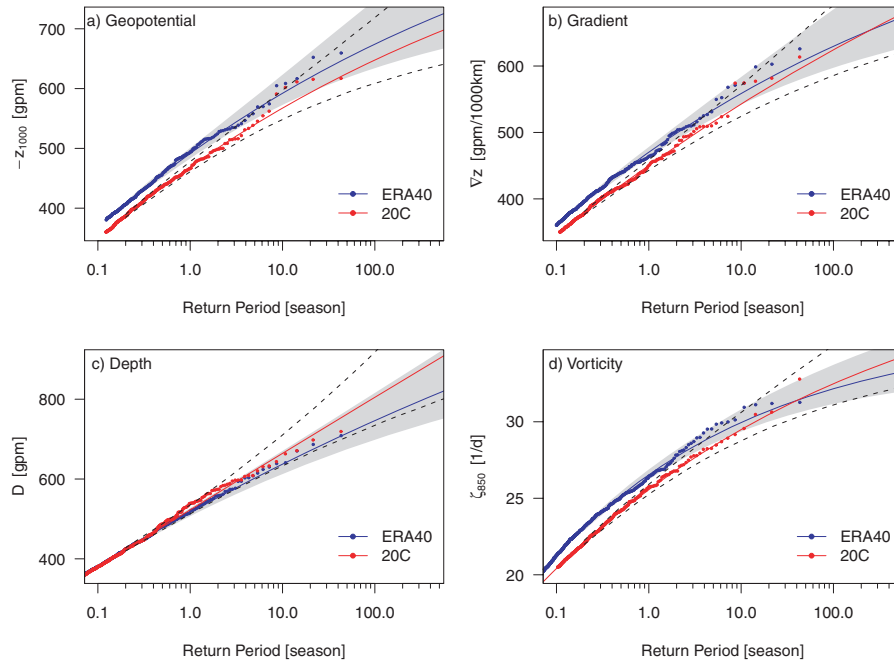 a) Geopotential
700
600
500
400
−z1000 [gpm]
ERA40
20C
0.1 1.0 10.0 100.0
Return Period [season]
b) Gradient
600
500
400
∇z [gpm/1000km]
ERA40
20C
0.1 1.0 10.0 100.0
Return Period [season]
c) Depth
800
600
400
D [gpm]
ERA40
20C
0.1 1.0 10.0 100.0
Return Period [season]
d) Vorticity
30
25
20
ζ850 [1/d]
ERA40
20C
0.1 1.0 10.0 100.0
Return Period [season]